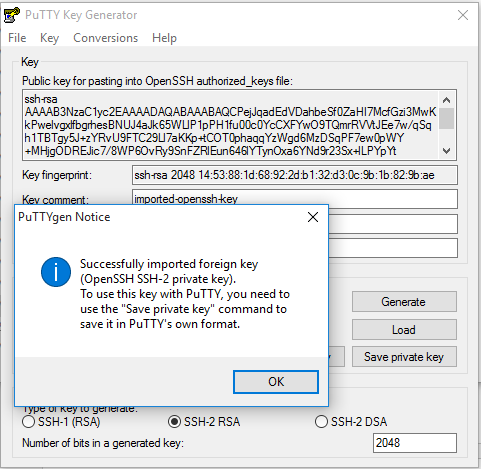 PuTTY Key Generator
File Key Conversions Help
Key
Public key for pasting into OpenSSH authorized_keys file:
ssh-rsa
AAAAB3NzaC1yc2EAAAADAQABAAABAQCPejJqadEdVDahbeSf0ZaHI7McfGzi3MwK
kPwelvgxlfbgrhesBNUJ4aJk65WLlP1pPH1fu00c0YcCXFYwO9TQmrRVVtJEe7w/qSq
h1TBTgy5J+zYRvU9FTC29Ll7aKKp+tCOT0phaqqYzWgd6MzDSqPF7ew0pWY
+MHjgODREJic7/8WP6OvRy9SnFZRlEun646lYTynOxa6YNd9r23Sx+ILPYpYt
Key fingerprint:
ssh-rsa 2048 14:53:88:1d:68:92:2d:b1:32:d3:0c:9b:1b:82:9b:ae
Key comment:
imported-openssh-key
PuTTYgen Notice
Successfully imported foreign key
(OpenSSH SSH-2 private key).
To use this key with PuTTY, you need to
use the "Save private key" command to
save it in PuTTY's own format.
OK
Generate
Load
Save private key
Type of key to generate:
SSH-1 (RSA) SSH-2 RSA SSH-2 DSA
Number of bits in a generated key:
2048